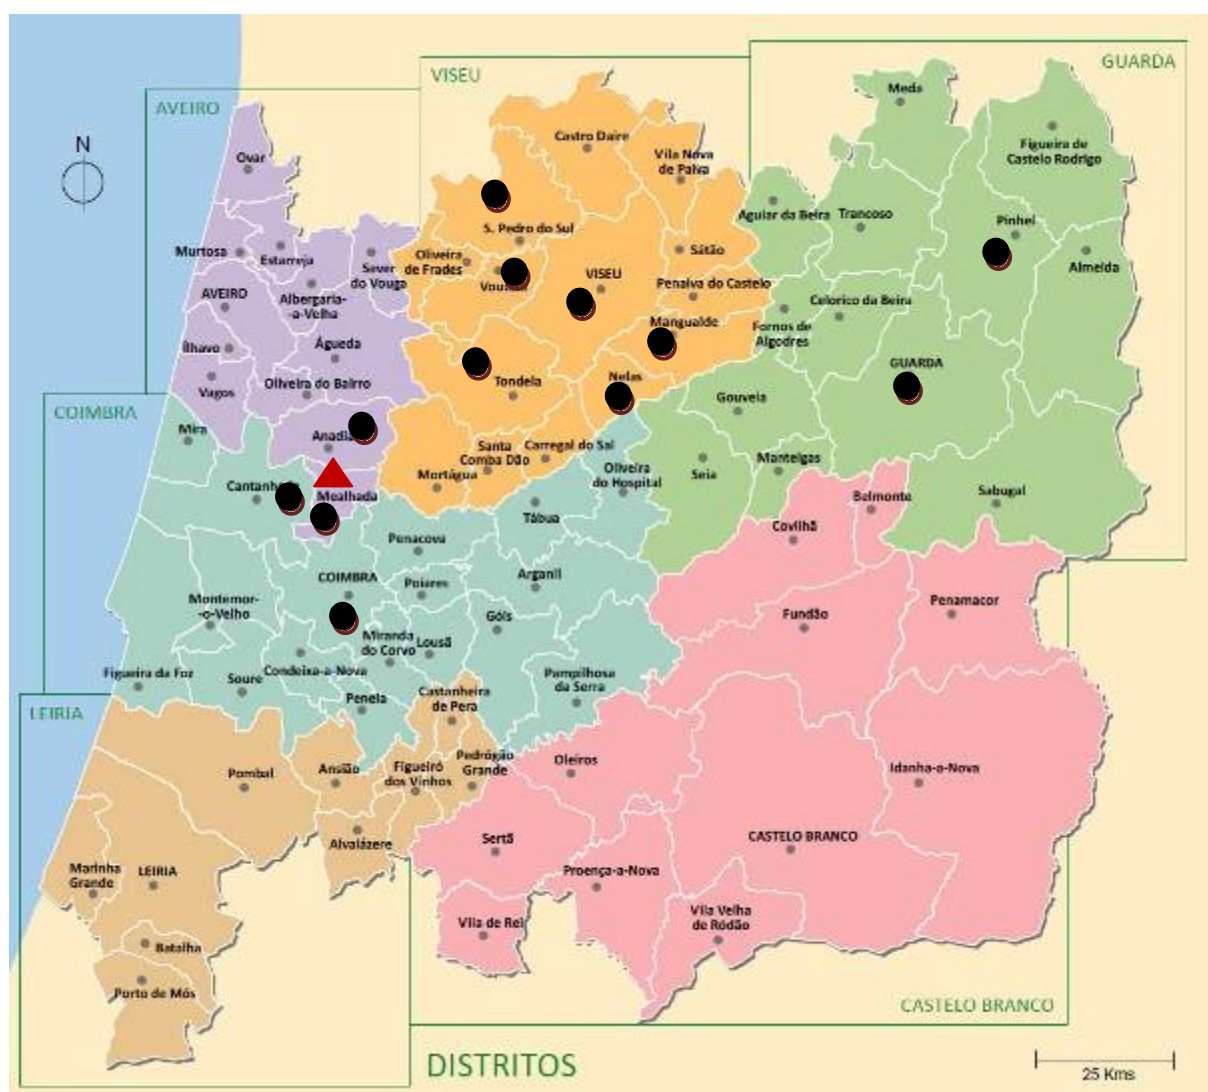 VISEU
GUARDA
AVEIRO
N
Meda
Castro Daire
Figueira de
Castelo Rodrigo
Ovar
Vila Nova
de Paiva
Aguiar da Beira
Trancoso
Pinhel
S. Pedro do Sul
Murtosa
Estarreja
Sever
do Vouga
Oliveira
de Frades
Sátão
Almeida
VISEU
Penalva do Castelo
AVEIRO
Albergaria-
-a-Velha
Celorico da Beira
Mangualde
Fornos de
Algodres
Ílhavo
Águeda
GUARDA
Vagos
Oliveira do Bairro
Tondela
Nelas
Gouveia
COIMBRA
Mira
Anadia
Santa
Comba Dão
Carregal do Sal
Mortágua
Oliveira
do Hospital
Seia
Manteigas
Mealhada
Belmonte
Sabugal
Tábua
Covilhã
Penacova
COIMBRA
Poiares
Arganil
Montemor-
-o-Velho
Góis
Fundão
Penamacor
Miranda
do Corvo
Lousã
Figueira da Foz
Soure
Condeixa-a-Nova
Pampilhosa
da Serra
Penela
Castanheira
de Pera
LEIRIA
Pombal
Ansião
Figueiró
dos Vinhos
Pedrógão
Grande
Oleiros
Idanha-a-Nova
Alvaiázere
Sertã
CASTELO BRANCO
Marinha
Grande
LEIRIA
Proença-a-Nova
Vila de Rei
Vila Velha
de Ródão
Batalha
Porto de Mós
CASTELO BRANCO
DISTRITOS
25 Kms